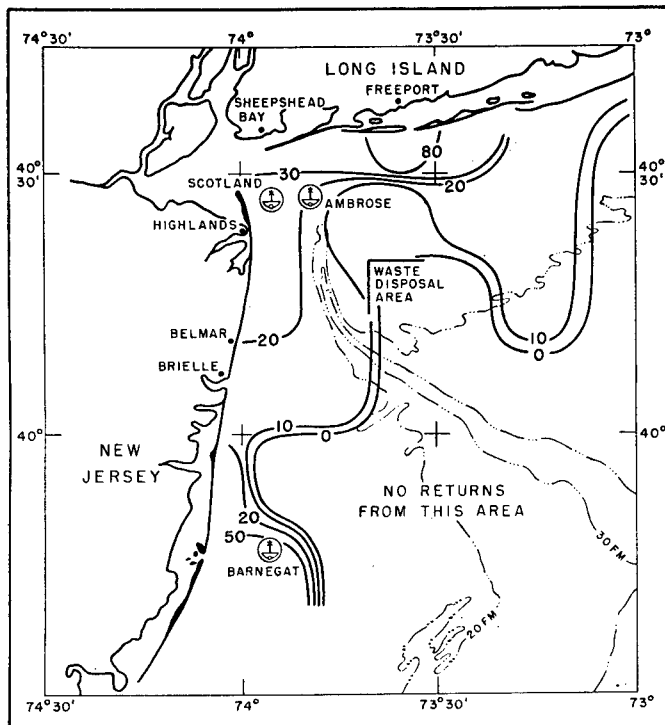 74°30'
74°
73°30'
73°
LONG ISLAND
FREEPORT
SHEEPSHEAD
BAY
80
40°
30'
30
20
40°
30'
SCOTLAND
AMBROSE
HIGHLANDS
WASTE
DISPOSAL
AREA
BELMAR
20
10
0
BRIELLE
10
0
40°
40°
NEW
JERSEY
NO RETURNS
FROM THIS AREA
20
50
30 FM
BARNEGAT
20 FM
74°30'
74°
73°30'
73°